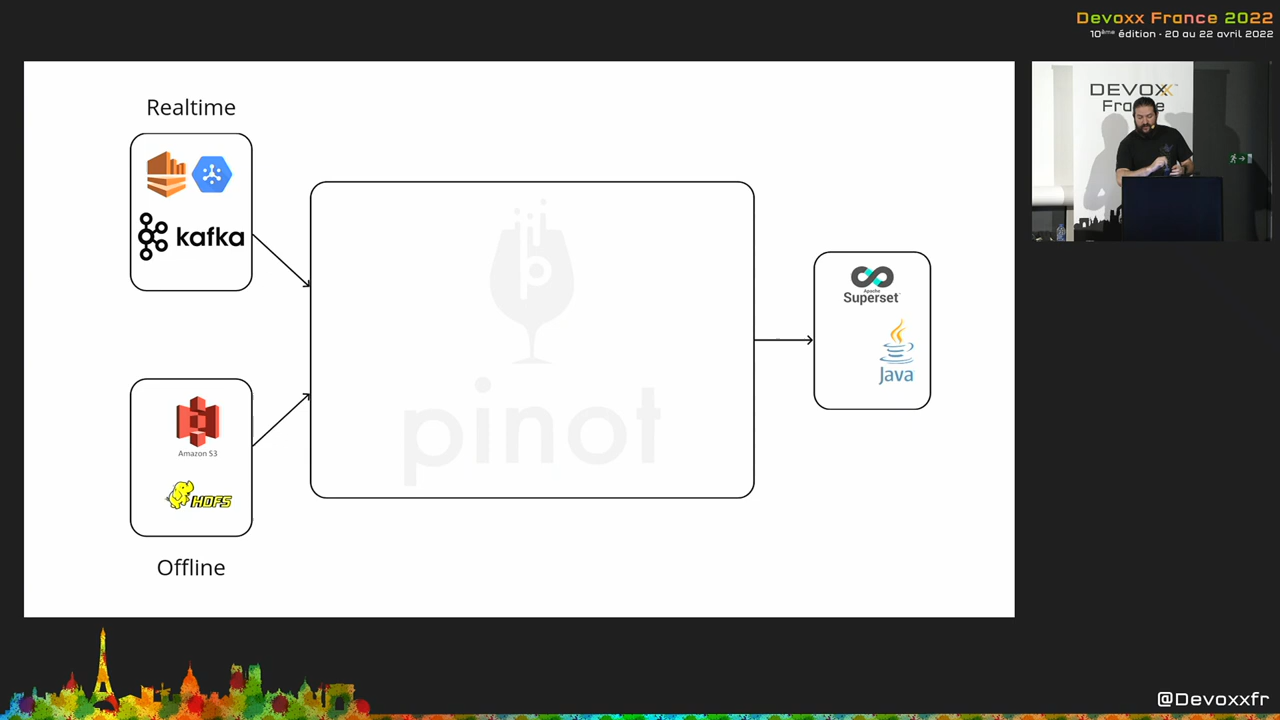 Devoxx France 2022
10ème édition - 20 au 22 avril 2022
Realtime
kafka
p
pinot
Amazon S3
HDFS
Offline
Apache
Superset
Java
DEVOXX
France
@Devoxxfr